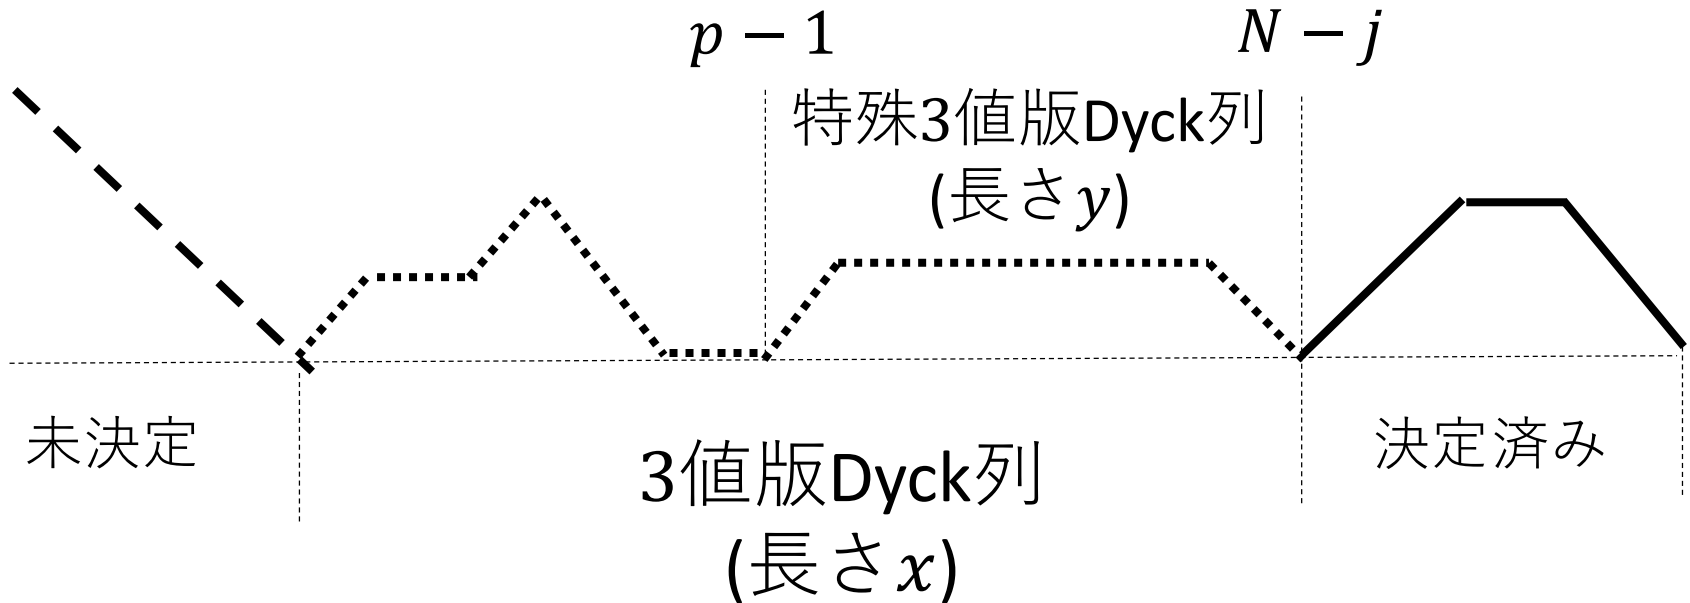 p − 1
N − j
特殊3値版Dyck列
(長さy)
未決定
3値版Dyck列
(長さx)
決定済み